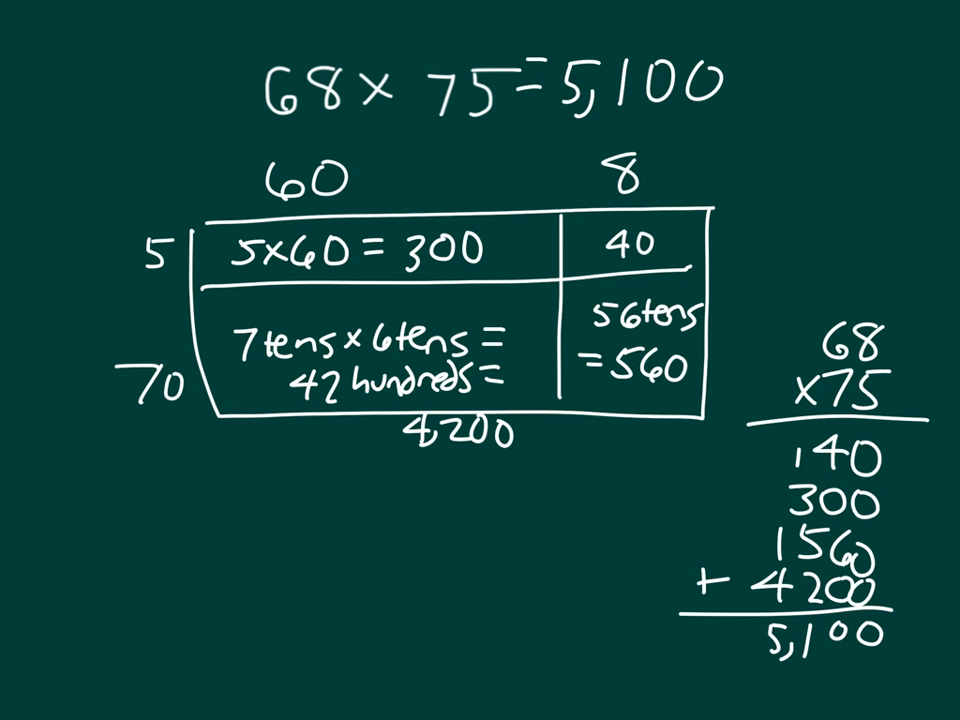 68 × 75 = 5,100
60 8
5 5×60 = 300 40
56tens
7tens × 6tens =
= 560
70 42 hundreds =
4,200
68
×75
140
300
1560
+ 4200
5,100